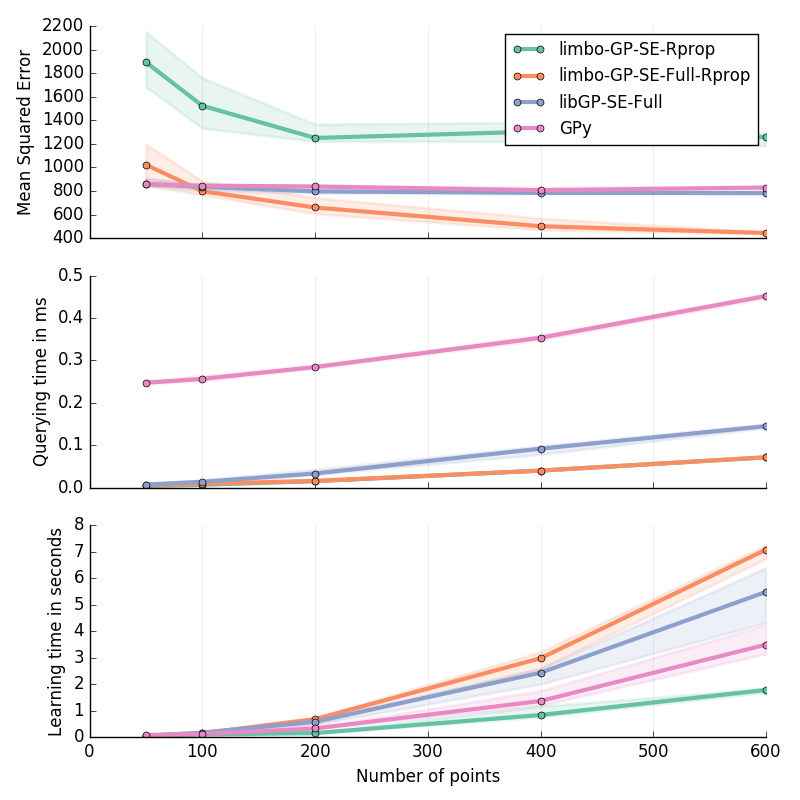 2200
2000
1800
1600
1400
1200
1000
800
600
400
Mean Squared Error
limbo-GP-SE-Rprop
limbo-GP-SE-Full-Rprop
libGP-SE-Full
GPy
0.5
0.4
0.3
0.2
0.1
0.0
Querying time in ms
8
7
6
5
4
3
2
1
0
Learning time in seconds
0 100 200 300 400 500 600
Number of points